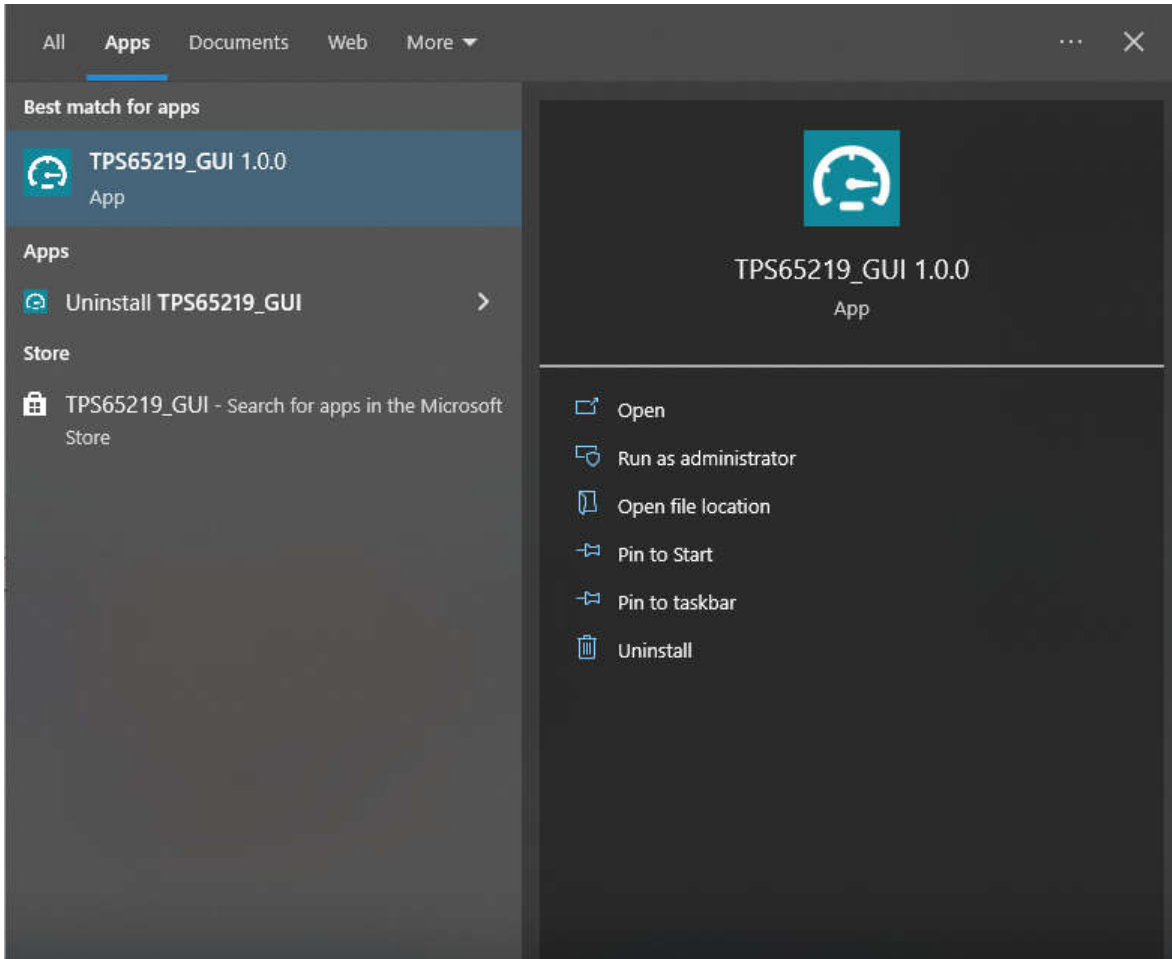 All Apps Documents Web More
Best match for apps
TPS65219_GUI 1.0.0
App
Apps
Uninstall TPS65219_GUI
Store
TPS65219_GUI - Search for apps in the Microsoft
Store
TPS65219_GUI 1.0.0
App
Open
Run as administrator
Open file location
Pin to Start
Pin to taskbar
Uninstall